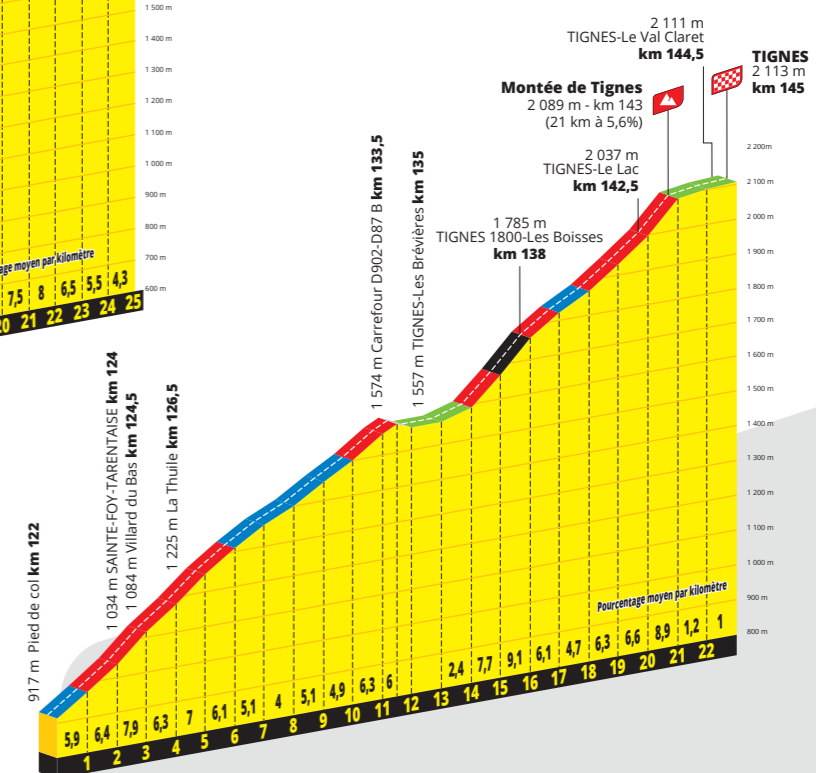 1 500 m
1 400 m
1 300 m
1 200 m
1 100 m
1 000 m
900 m
800 m
700 m
600 m
age moyen par kilomètre
7,5 8 6,5 5,5 4,3
20 21 22 23 24 25
2 111 m
TIGNES-Le Val Claret
km 144,5
TIGNES
2 113 m
km 145
Montée de Tignes
2 089 m - km 143
(21 km à 5,6%)
2 037 m
TIGNES-Le Lac
km 142,5
1 785 m
TIGNES 1800-Les Boisses
km 138
917 m Pied de col km 122
1 034 m SAINTE-FOY-TARENTAISE km 124
1 084 m Villard du Bas km 124,5
1 225 m La Thuile km 126,5
1 574 m Carrefour D902-D87 B km 133,5
1 557 m TIGNES-Les Brévières km 135
2 200m
2 100 m
2 000 m
1 900 m
1 800 m
1 700 m
1 600 m
1 500 m
1 400 m
1 300 m
1 200 m
1 100 m
1 000 m
900 m
800 m
Pourcentage moyen par kilomètre
5,9 6,4 7,9 6,3 7 6,1 5,1 4 5,1 4,9 6,3 6 2,4 7,7 9,1 6,1 4,7 6,3 6,6 8,9 1,2 1
1 2 3 4 5 6 7 8 9 10 11 12 13 14 15 16 17 18 19 20 21 22